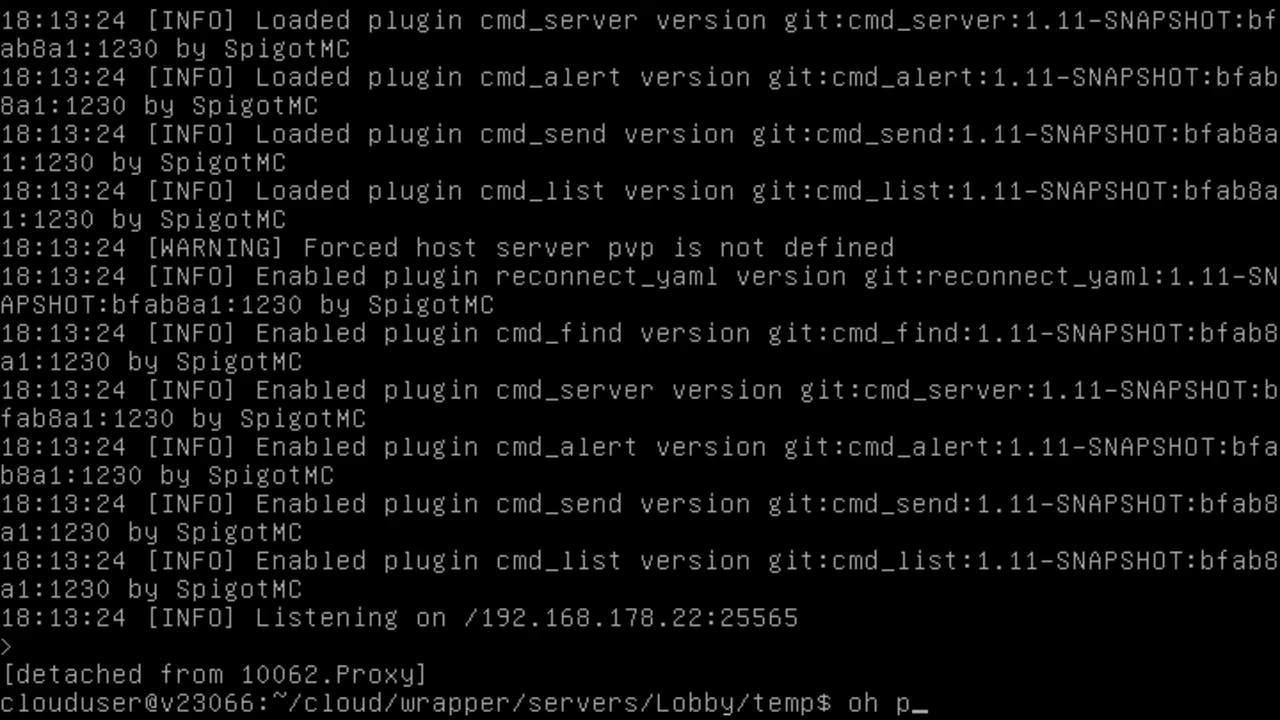 18:13:24 [INFO] Loaded plugin cmd_server version git:cmd_server:1.11-SNAPSHOT:bf
ab8a1:1230 by SpigotMC
18:13:24 [INFO] Loaded plugin cmd_alert version git:cmd_alert:1.11-SNAPSHOT:bfab
8a1:1230 by SpigotMC
18:13:24 [INFO] Loaded plugin cmd_send version git:cmd_send:1.11-SNAPSHOT:bfab8a
1:1230 by SpigotMC
18:13:24 [INFO] Loaded plugin cmd_list version git:cmd_list:1.11-SNAPSHOT:bfab8a
1:1230 by SpigotMC
18:13:24 [WARNING] Forced host server pvp is not defined
18:13:24 [INFO] Enabled plugin reconnect_yaml version git:reconnect_yaml:1.11-SN
APSHOT:bfab8a1:1230 by SpigotMC
18:13:24 [INFO] Enabled plugin cmd_find version git:cmd_find:1.11-SNAPSHOT:bfab8
a1:1230 by SpigotMC
18:13:24 [INFO] Enabled plugin cmd_server version git:cmd_server:1.11-SNAPSHOT:b
fab8a1:1230 by SpigotMC
18:13:24 [INFO] Enabled plugin cmd_alert version git:cmd_alert:1.11-SNAPSHOT:bfa
b8a1:1230 by SpigotMC
18:13:24 [INFO] Enabled plugin cmd_send version git:cmd_send:1.11-SNAPSHOT:bfab8
a1:1230 by SpigotMC
18:13:24 [INFO] Enabled plugin cmd_list version git:cmd_list:1.11-SNAPSHOT:bfab8
a1:1230 by SpigotMC
18:13:24 [INFO] Listening on /192.168.178.22:25565
>
[detached from 10062.Proxy]
clouduser@v23066:~/cloud/wrapper/servers/Lobby/temp$ oh p_